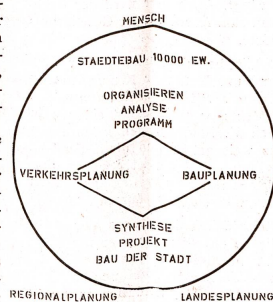 MENSCH
STAEDTEBAU 10000 EW.
ORGANISIEREN
ANALYSE
PROGRAMM
VERKEHRSPLANUNG BAUPLANUNG
SYNTHESE
PROJEKT
BAU DER STADT
REGIONALPLANUNG LANDESPLANUNG